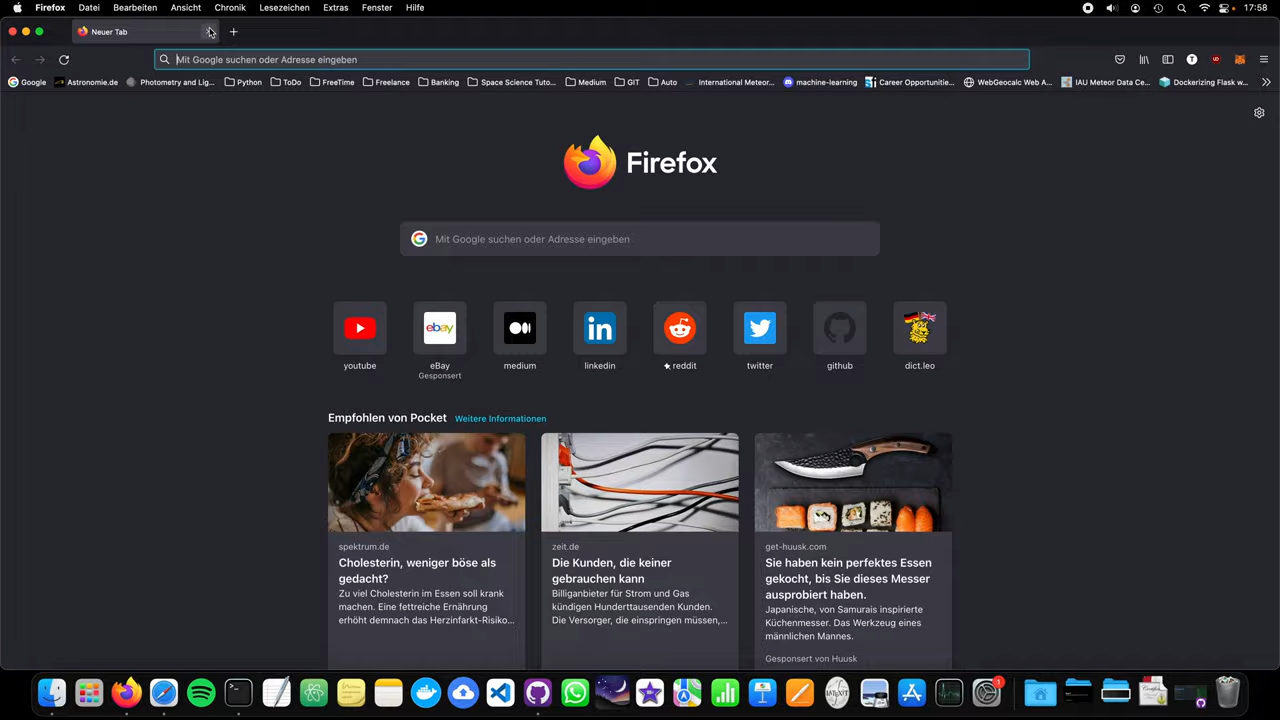 Firefox Datei Bearbeiten Ansicht Chronik Lesezeichen Extras Fenster Hilfe 17:58
Neuer Tab
Mit Google suchen oder Adresse eingeben
Google Astronomie.de Photometry and Lig... Python ToDo FreeTime Freelance Banking Space Science Tuto... Medium GIT Auto International Meteor... machine-learning Career Opportunitie... WebGeocalc Web A... IAU Meteor Data Ce... Dockerizing Flask w...
Firefox
Mit Google suchen oder Adresse eingeben
ebay
youtube eBay medium linkedin reddit twitter github dict.leo
Gesponsert
Empfohlen von Pocket Weitere Informationen
spektrum.de
Cholesterin, weniger böse als
gedacht?
Zu viel Cholesterin im Essen soll krank
machen. Eine fettreiche Ernährung
erhöht demnach das Herzinfarkt-Risiko...
zeit.de
Die Kunden, die keiner
gebrauchen kann
Billiganbieter für Strom und Gas
kündigen Hunderttausenden Kunden.
Die Versorger, die einspringen müssen,...
get-huusk.com
Sie haben kein perfektes Essen
gekocht, bis Sie dieses Messer
ausprobiert haben.
Japanische, von Samurais inspirierte
Küchenmesser. Das Werkzeug eines
männlichen Mannes.
Gesponsert von Huusk